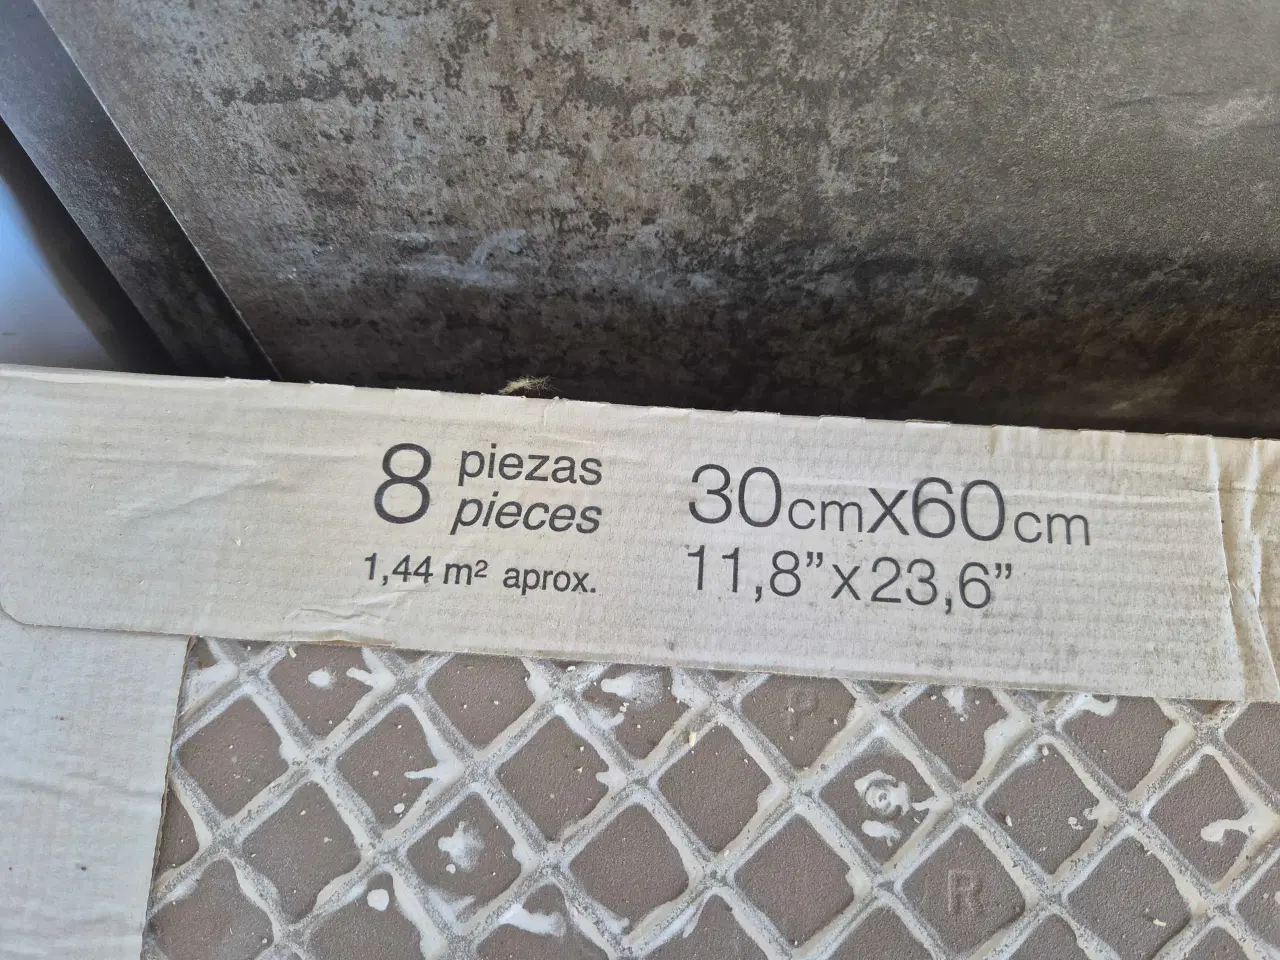 8 piezas
pieces
1,44 m² aprox.
30cmx60cm
11,8”x23,6”
P
R